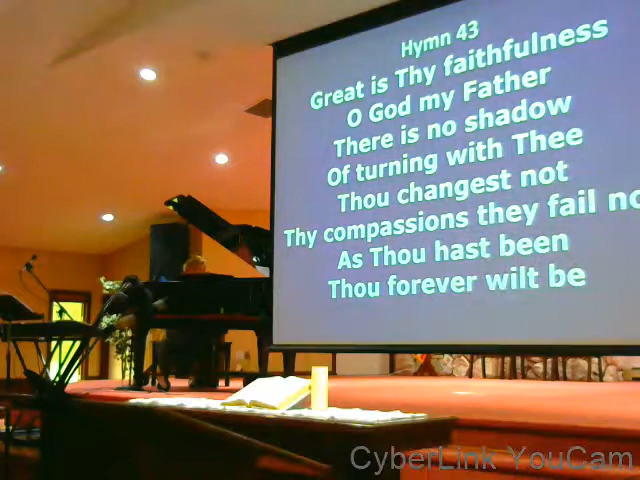 Hymn 43
Great is Thy faithfulness
O God my Father
There is no shadow
Of turning with Thee
Thou changest not
Thy compassions they fail no
As Thou hast been
Thou forever wilt be
CyberLink YouCam